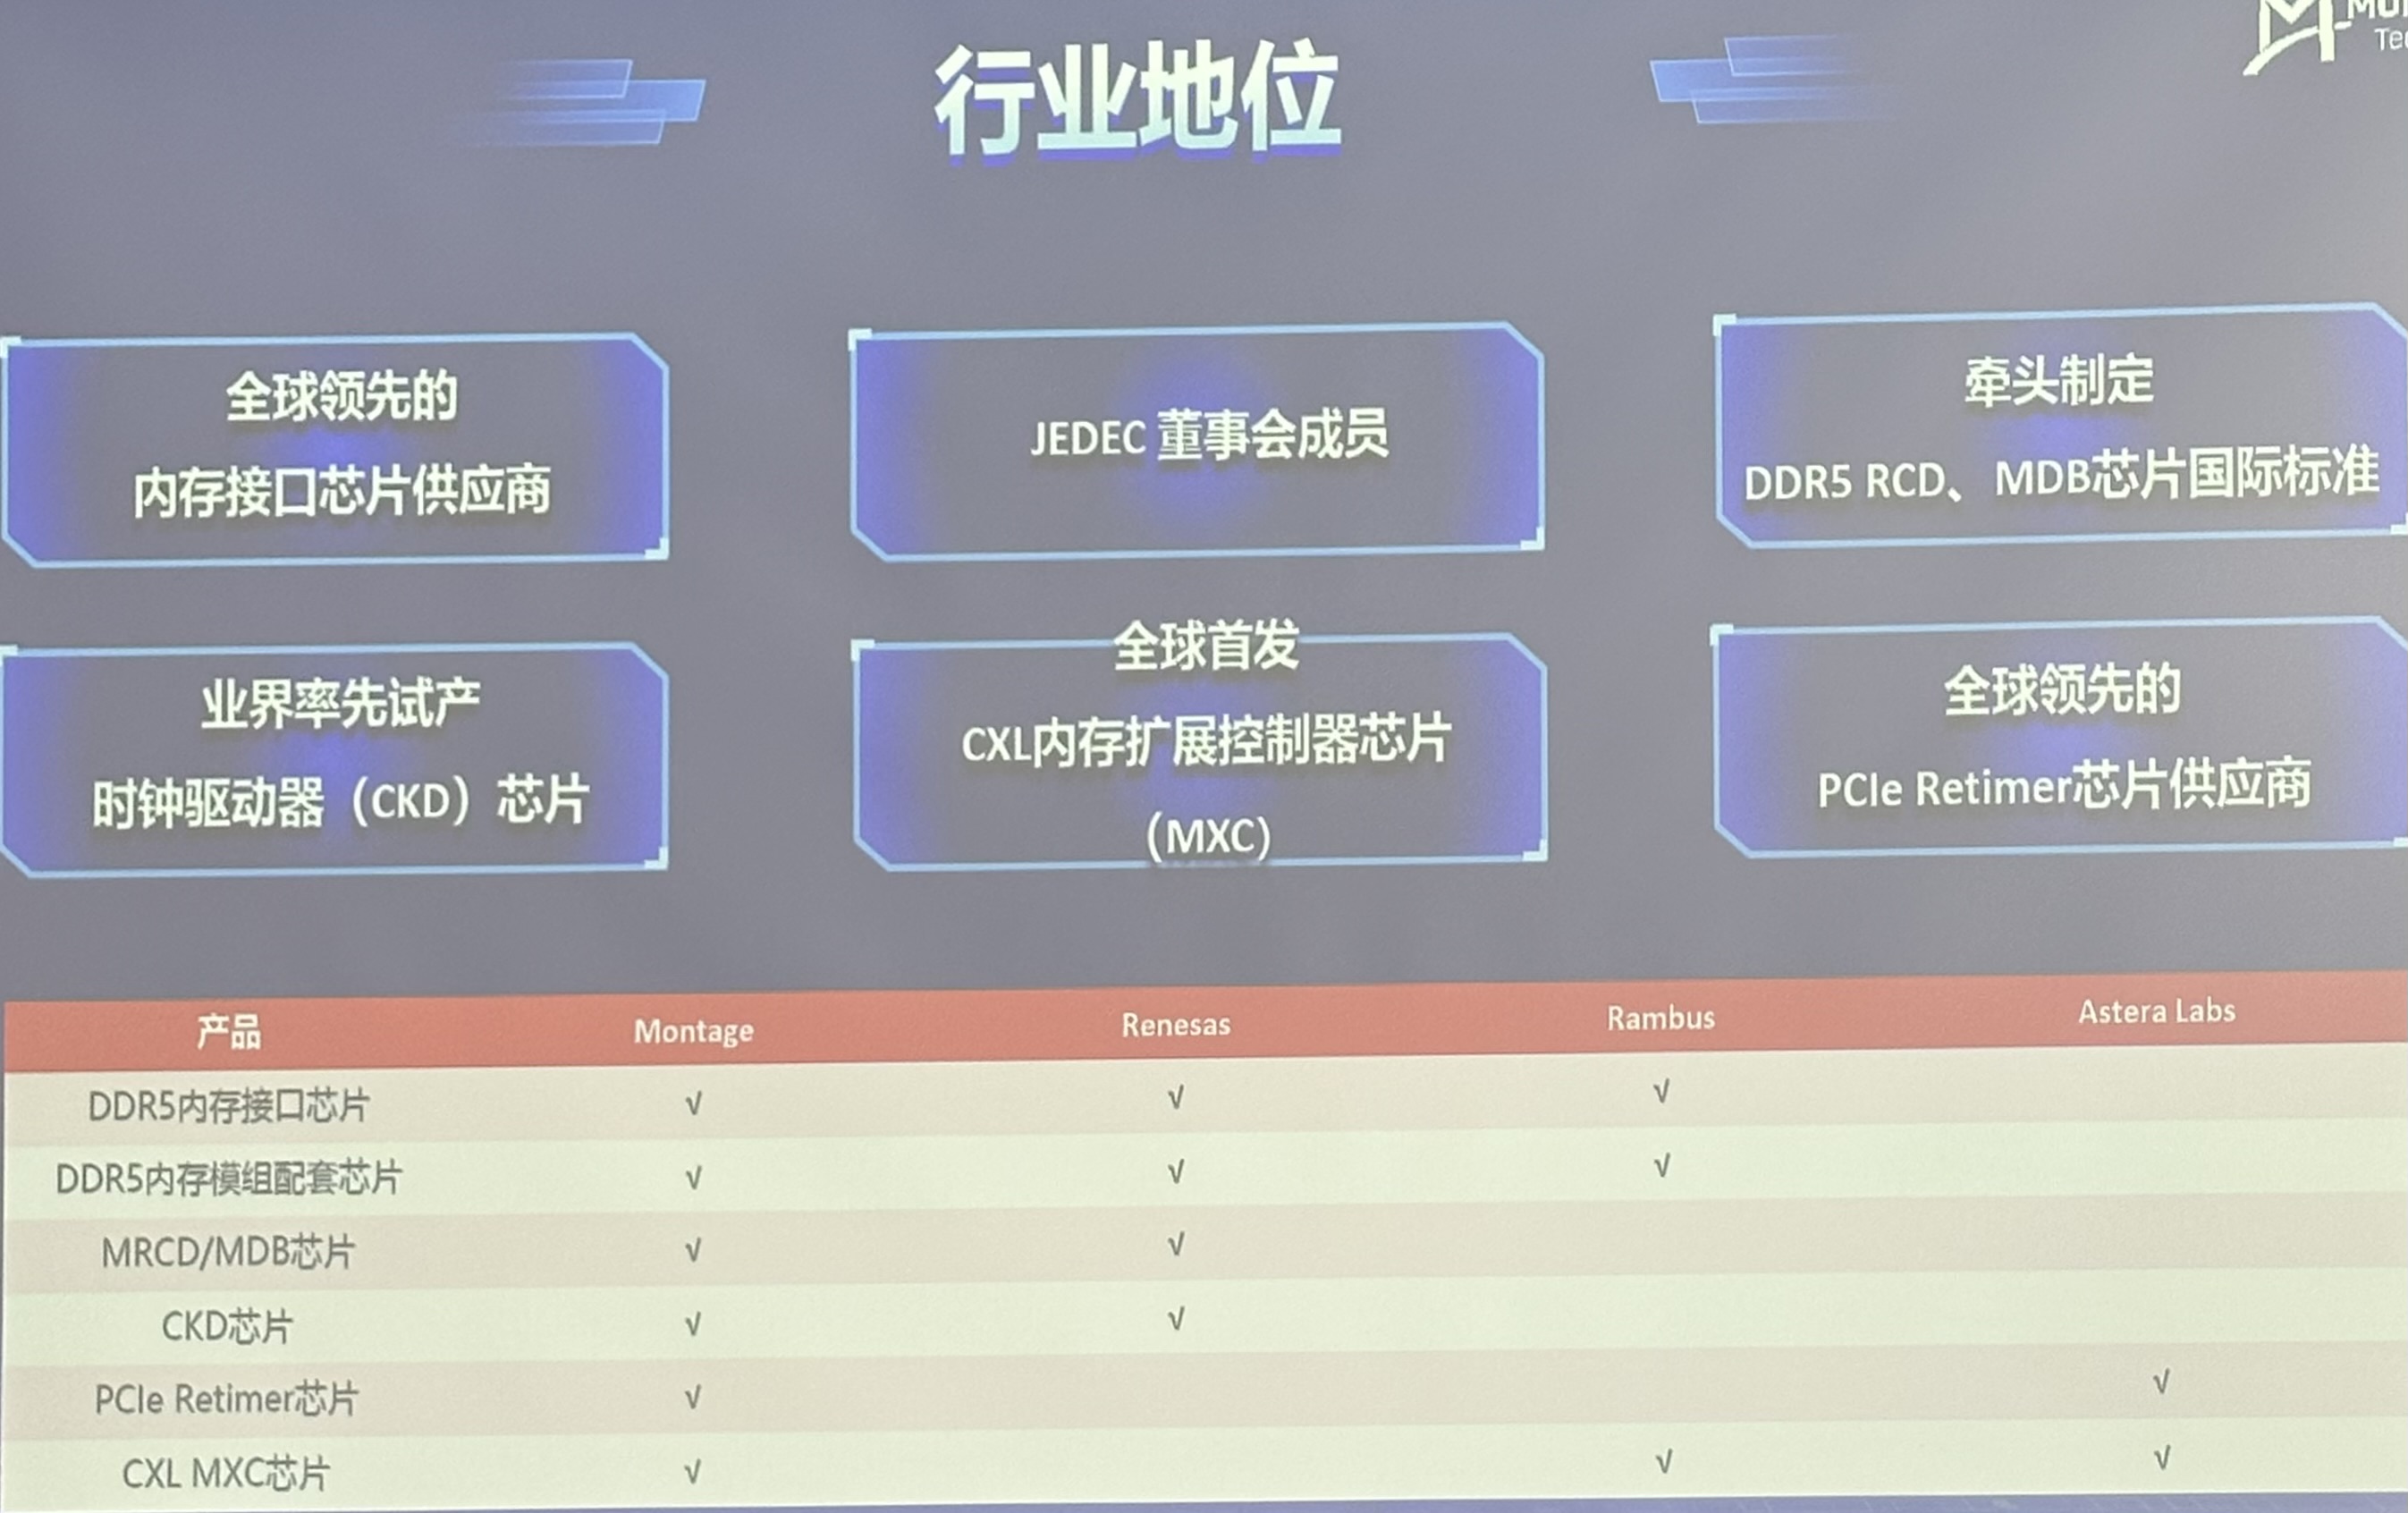 行业地位
全球领先的
内存接口芯片供应商
JEDEC 董事会成员
牵头制定
DDR5 RCD、MDB芯片国际标准
业界率先试产
时钟驱动器（CKD）芯片
全球首发
CXL内存扩展控制器芯片
（MXC）
全球领先的
PCIe Retimer芯片供应商
产品 Montage Renesas Rambus Astera Labs
DDR5内存接口芯片 √ √ √
DDR5内存模组配套芯片 √ √ √
MRCD/MDB芯片 √ √
CKD芯片 √ √
PCIe Retimer芯片 √ √
CXL MXC芯片 √ √ √